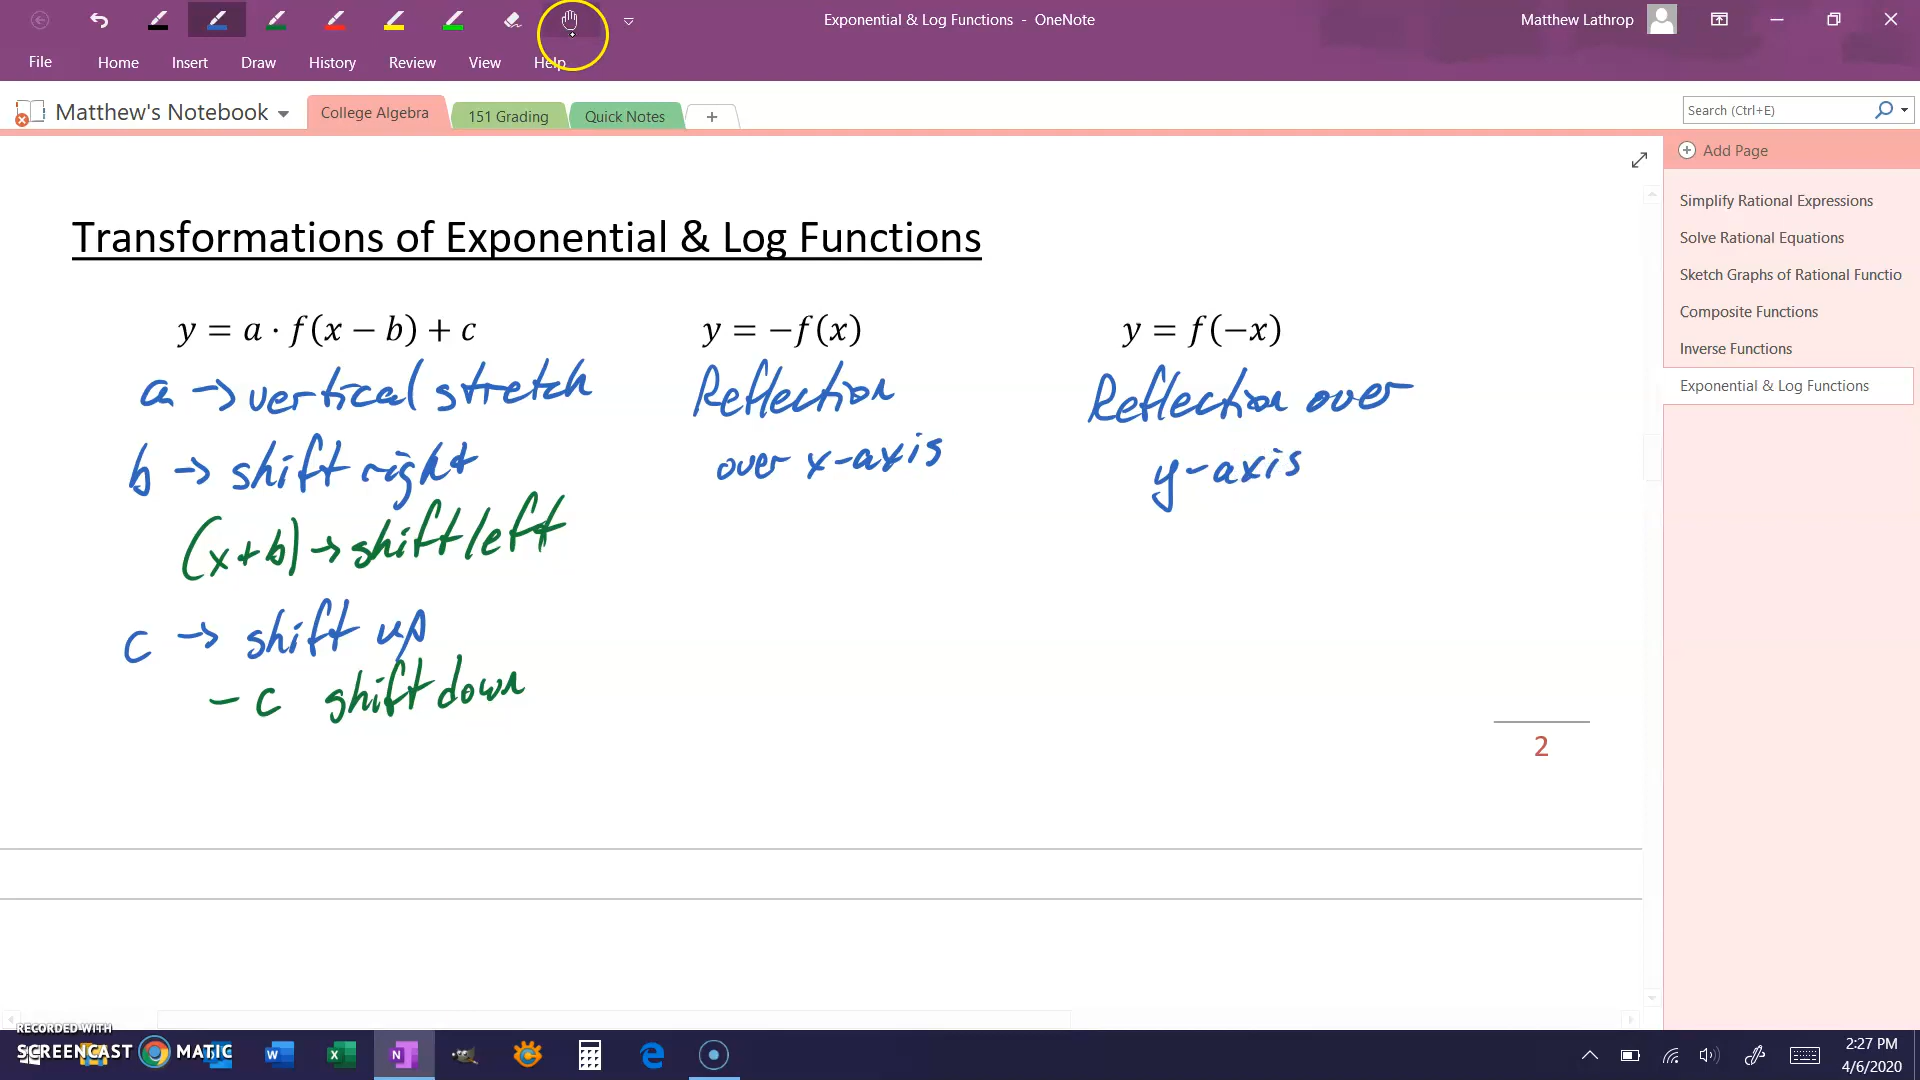 Exponential & Log Functions - OneNote
Matthew Lathrop
File Home Insert Draw History Review View Help
Matthew's Notebook
College Algebra
151 Grading
Quick Notes
+
Search (Ctrl+E)
Add Page
Simplify Rational Expressions
Solve Rational Equations
Sketch Graphs of Rational Functio
Composite Functions
Inverse Functions
Exponential & Log Functions
Transformations of Exponential & Log Functions
y = a · f(x − b) + c
a → vertical stretch
b → shift right
(x+b) → shift left
c → shift up
- c shift down
y = −f(x)
Reflection
over x-axis
y = f(−x)
Reflection over
y-axis
2
RECORDED WITH
SCREENCAST MATIC
2:27 PM
4/6/2020